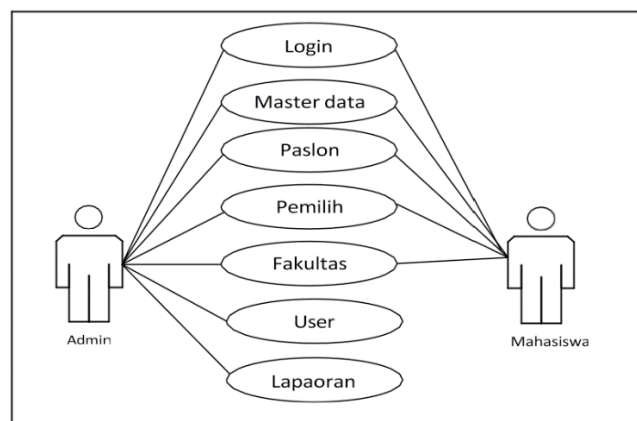 Login
Master data
Paslon
Pemilih
Fakultas
User
Lapaoran
Admin
Mahasiswa